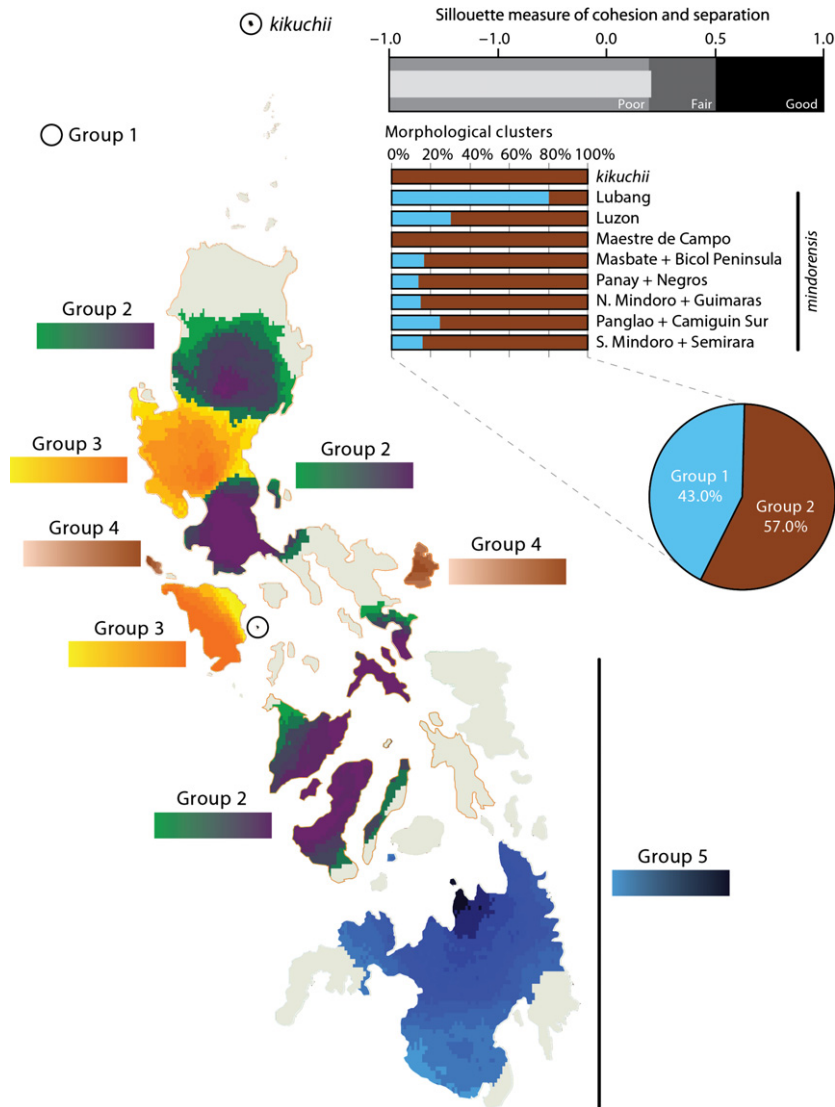 kikuchii
Sillouette measure of cohesion and separation
−1.0 −1.0 0.0 0.5 1.0
Poor Fair Good
Group 1
Morphological clusters
0% 20% 40% 60% 80% 100%
kikuchii
Lubang
Luzon
Maestre de Campo
Masbate + Bicol Peninsula
Panay + Negros
N. Mindoro + Guimaras
Panglao + Camiguin Sur
S. Mindoro + Semirara
mindorensis
Group 2
Group 3
Group 2
Group 1
43.0%
Group 2
57.0%
Group 4
Group 4
Group 3
Group 2
Group 5